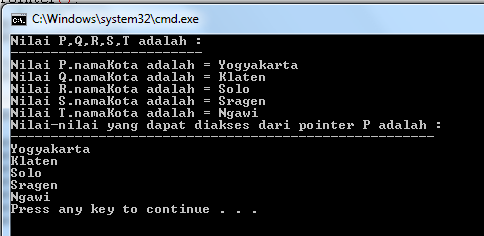 C:\Windows\system32\cmd.exe
Nilai P,Q,R,S,T adalah :
------------------------
Nilai P.namaKota adalah = Yogyakarta
Nilai Q.namaKota adalah = Klaten
Nilai R.namaKota adalah = Solo
Nilai S.namaKota adalah = Sragen
Nilai T.namaKota adalah = Ngawi
Nilai-nilai yang dapat diakses dari pointer P adalah :
-----------------------------------------------------
Yogyakarta
Klaten
Solo
Sragen
Ngawi
Press any key to continue . . .